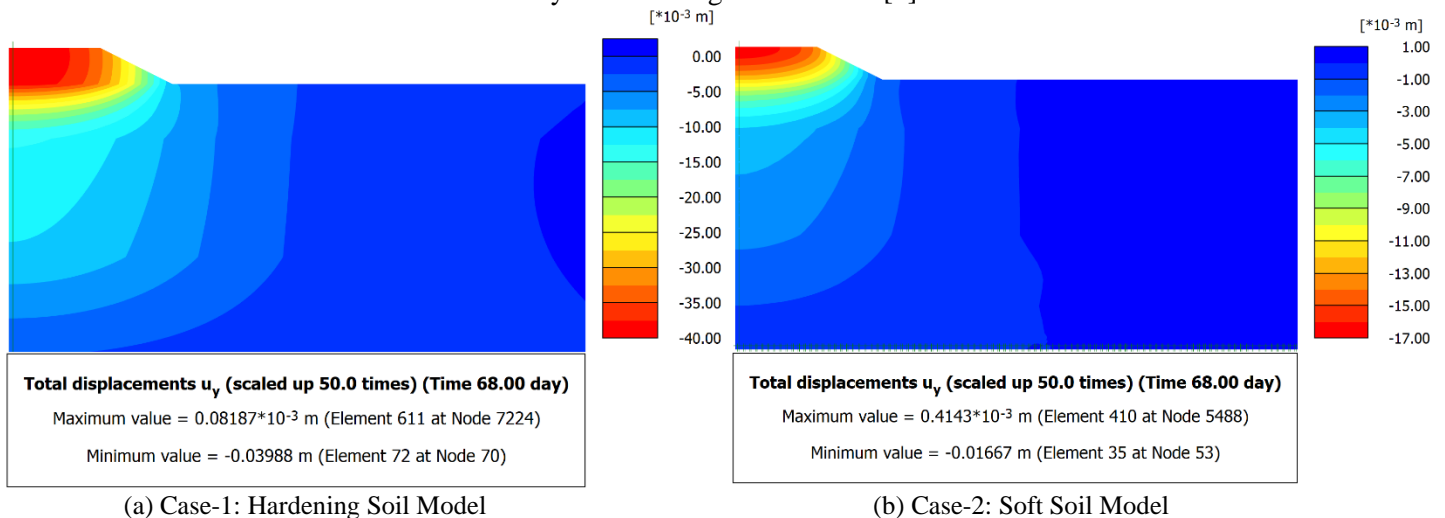 [*10⁻³ m]
0.00
-5.00
-10.00
-15.00
-20.00
-25.00
-30.00
-35.00
-40.00
Total displacements u_y (scaled up 50.0 times) (Time 68.00 day)
Maximum value = 0.08187*10⁻³ m (Element 611 at Node 7224)
Minimum value = -0.03988 m (Element 72 at Node 70)
(a) Case-1: Hardening Soil Model
[*10⁻³ m]
1.00
-1.00
-3.00
-5.00
-7.00
-9.00
-11.00
-13.00
-15.00
-17.00
Total displacements u_y (scaled up 50.0 times) (Time 68.00 day)
Maximum value = 0.4143*10⁻³ m (Element 410 at Node 5488)
Minimum value = -0.01667 m (Element 35 at Node 53)
(b) Case-2: Soft Soil Model